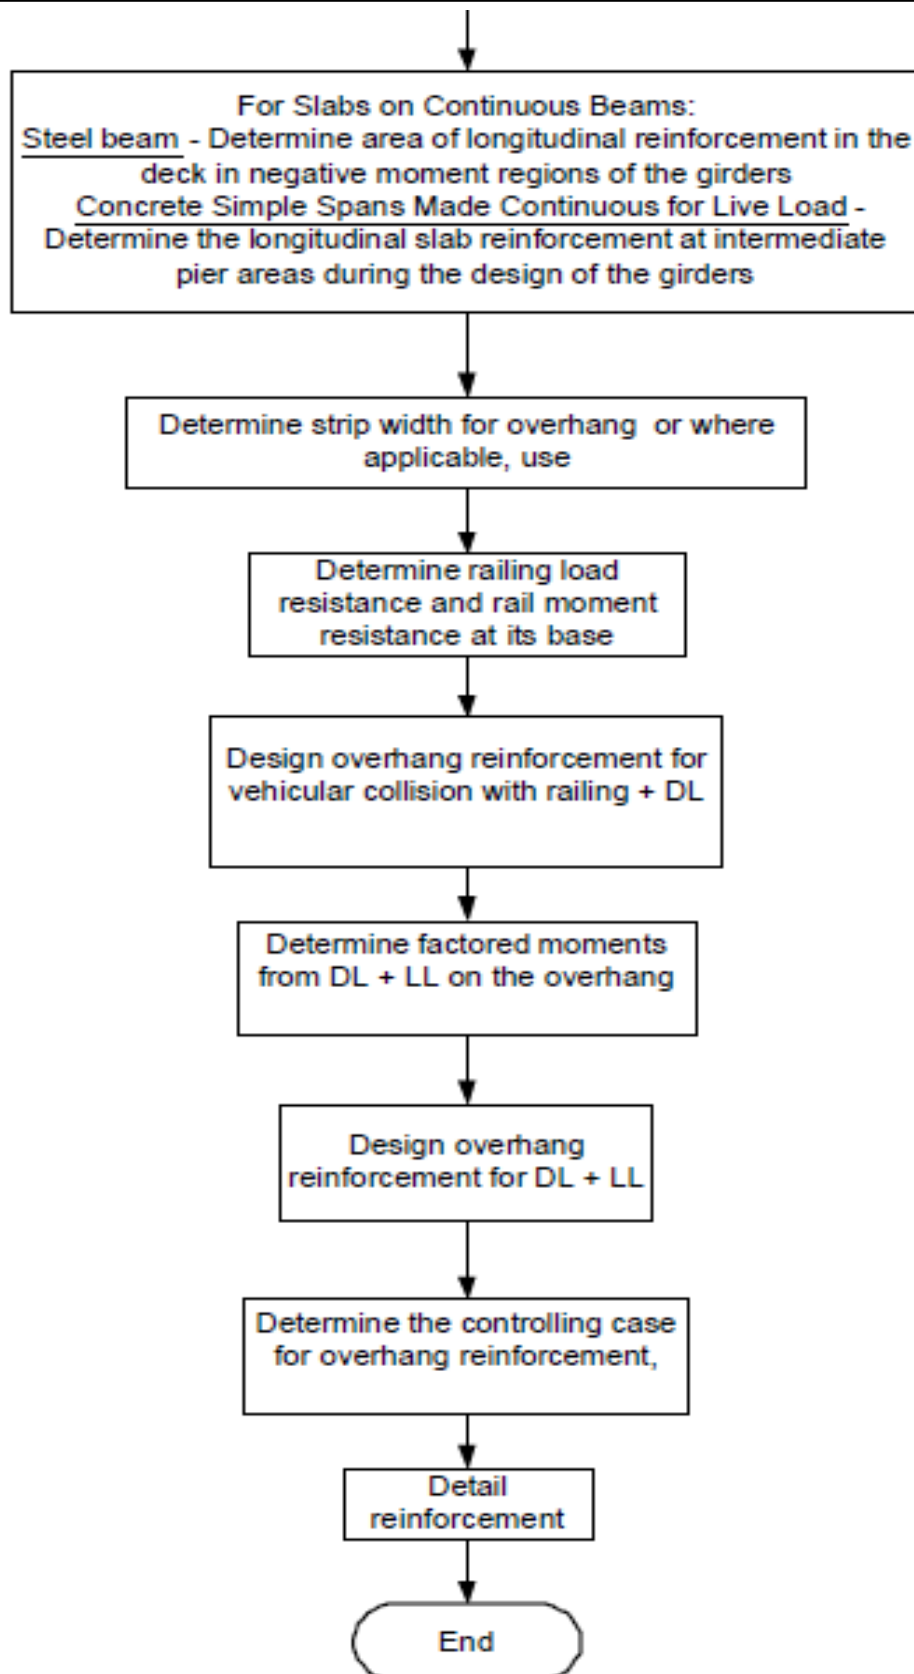 For Slabs on Continuous Beams:
Steel beam - Determine area of longitudinal reinforcement in the
deck in negative moment regions of the girders
Concrete Simple Spans Made Continuous for Live Load -
Determine the longitudinal slab reinforcement at intermediate
pier areas during the design of the girders
Determine strip width for overhang or where
applicable, use
Determine railing load
resistance and rail moment
resistance at its base
Design overhang reinforcement for
vehicular collision with railing + DL
Determine factored moments
from DL + LL on the overhang
Design overhang
reinforcement for DL + LL
Determine the controlling case
for overhang reinforcement,
Detail
reinforcement
End